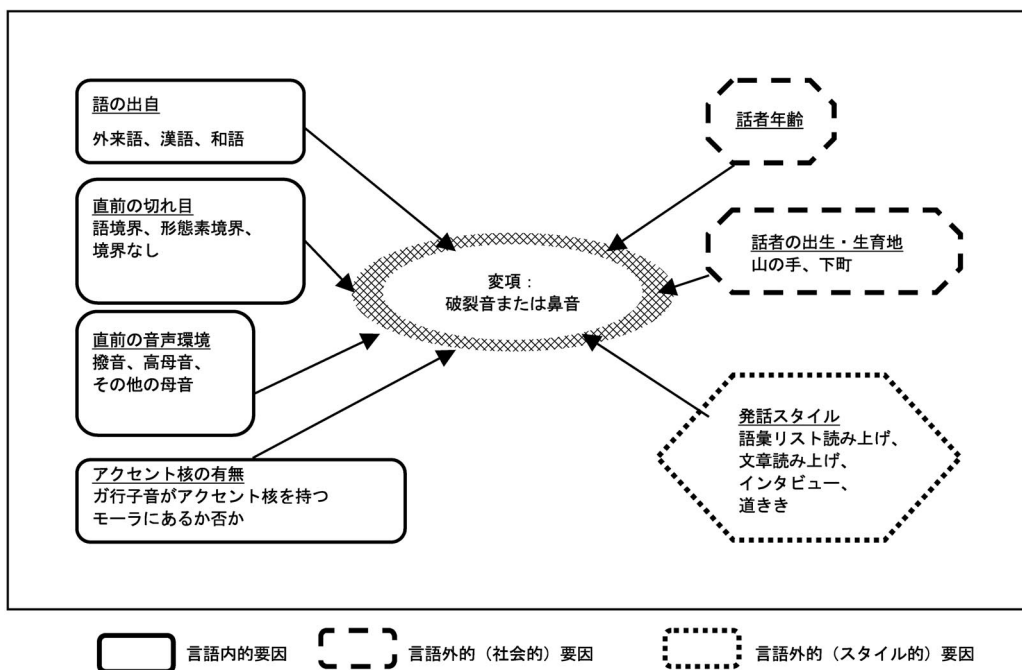 語の出自
外来語、漢語、和語
直前の切れ目
語境界、形態素境界、
境界なし
直前の音声環境
撥音、高母音、
その他の母音
アクセント核の有無
ガ行子音がアクセント核を持つ
モーラにあるか否か
変項：
破裂音または鼻音
話者年齢
話者の出生・生育地
山の手、下町
発話スタイル
語彙リスト読み上げ、
文章読み上げ、
インタビュー、
道きき
言語内的要因
言語外的（社会的）要因
言語外的（スタイル的）要因